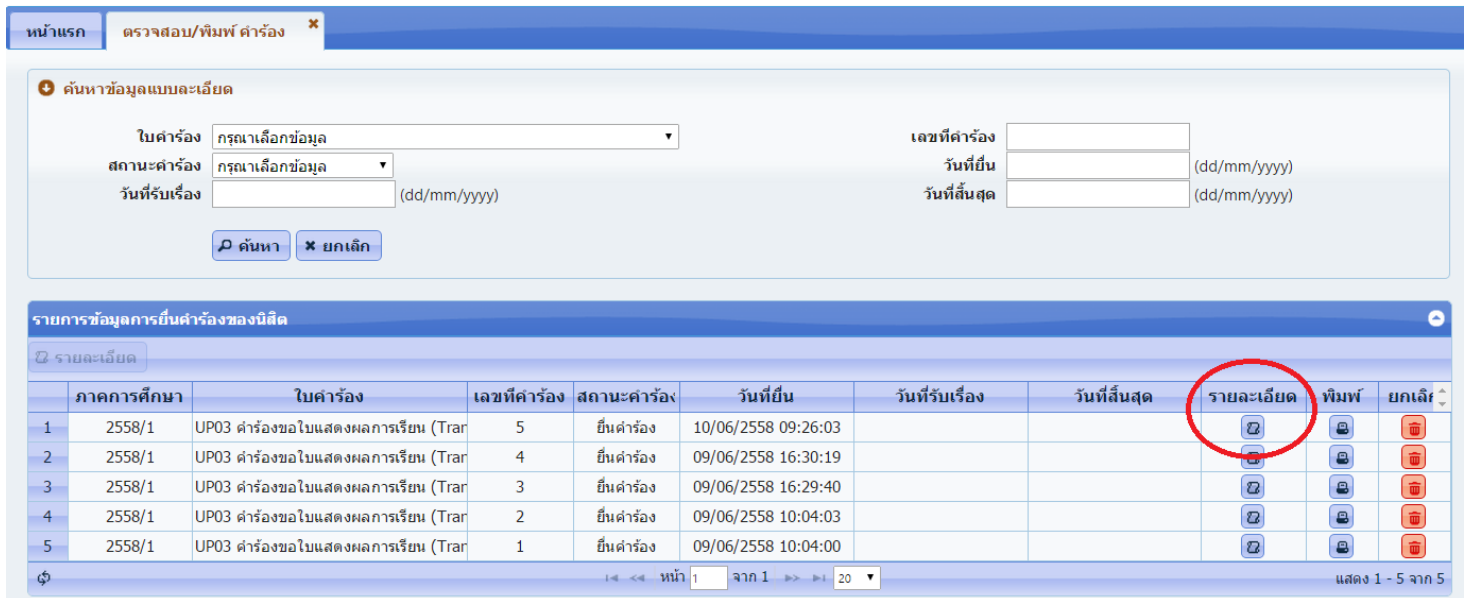 หน้าแรก ตรวจสอบ/พิมพ์ คำร้อง
ค้นหาข้อมูลแบบละเอียด
ใบคำร้อง กรุณาเลือกข้อมูล เลขที่คำร้อง
สถานะคำร้อง กรุณาเลือกข้อมูล วันที่ยื่น (dd/mm/yyyy)
วันที่รับเรื่อง (dd/mm/yyyy) วันที่สิ้นสุด (dd/mm/yyyy)
ค้นหา ยกเลิก
รายการข้อมูลการยื่นคำร้องของนิสิต
รายละเอียด
ภาคการศึกษา ใบคำร้อง เลขที่คำร้อง สถานะคำร้อง วันที่ยื่น วันที่รับเรื่อง วันที่สิ้นสุด รายละเอียด พิมพ์ ยกเลิก
1 2558/1 UP03 คำร้องขอใบแสดงผลการเรียน (Tran 5 ยื่นคำร้อง 10/06/2558 09:26:03
2 2558/1 UP03 คำร้องขอใบแสดงผลการเรียน (Tran 4 ยื่นคำร้อง 09/06/2558 16:30:19
3 2558/1 UP03 คำร้องขอใบแสดงผลการเรียน (Tran 3 ยื่นคำร้อง 09/06/2558 16:29:40
4 2558/1 UP03 คำร้องขอใบแสดงผลการเรียน (Tran 2 ยื่นคำร้อง 09/06/2558 10:04:03
5 2558/1 UP03 คำร้องขอใบแสดงผลการเรียน (Tran 1 ยื่นคำร้อง 09/06/2558 10:04:00
หน้า 1 จาก 1 20 แสดง 1 - 5 จาก 5